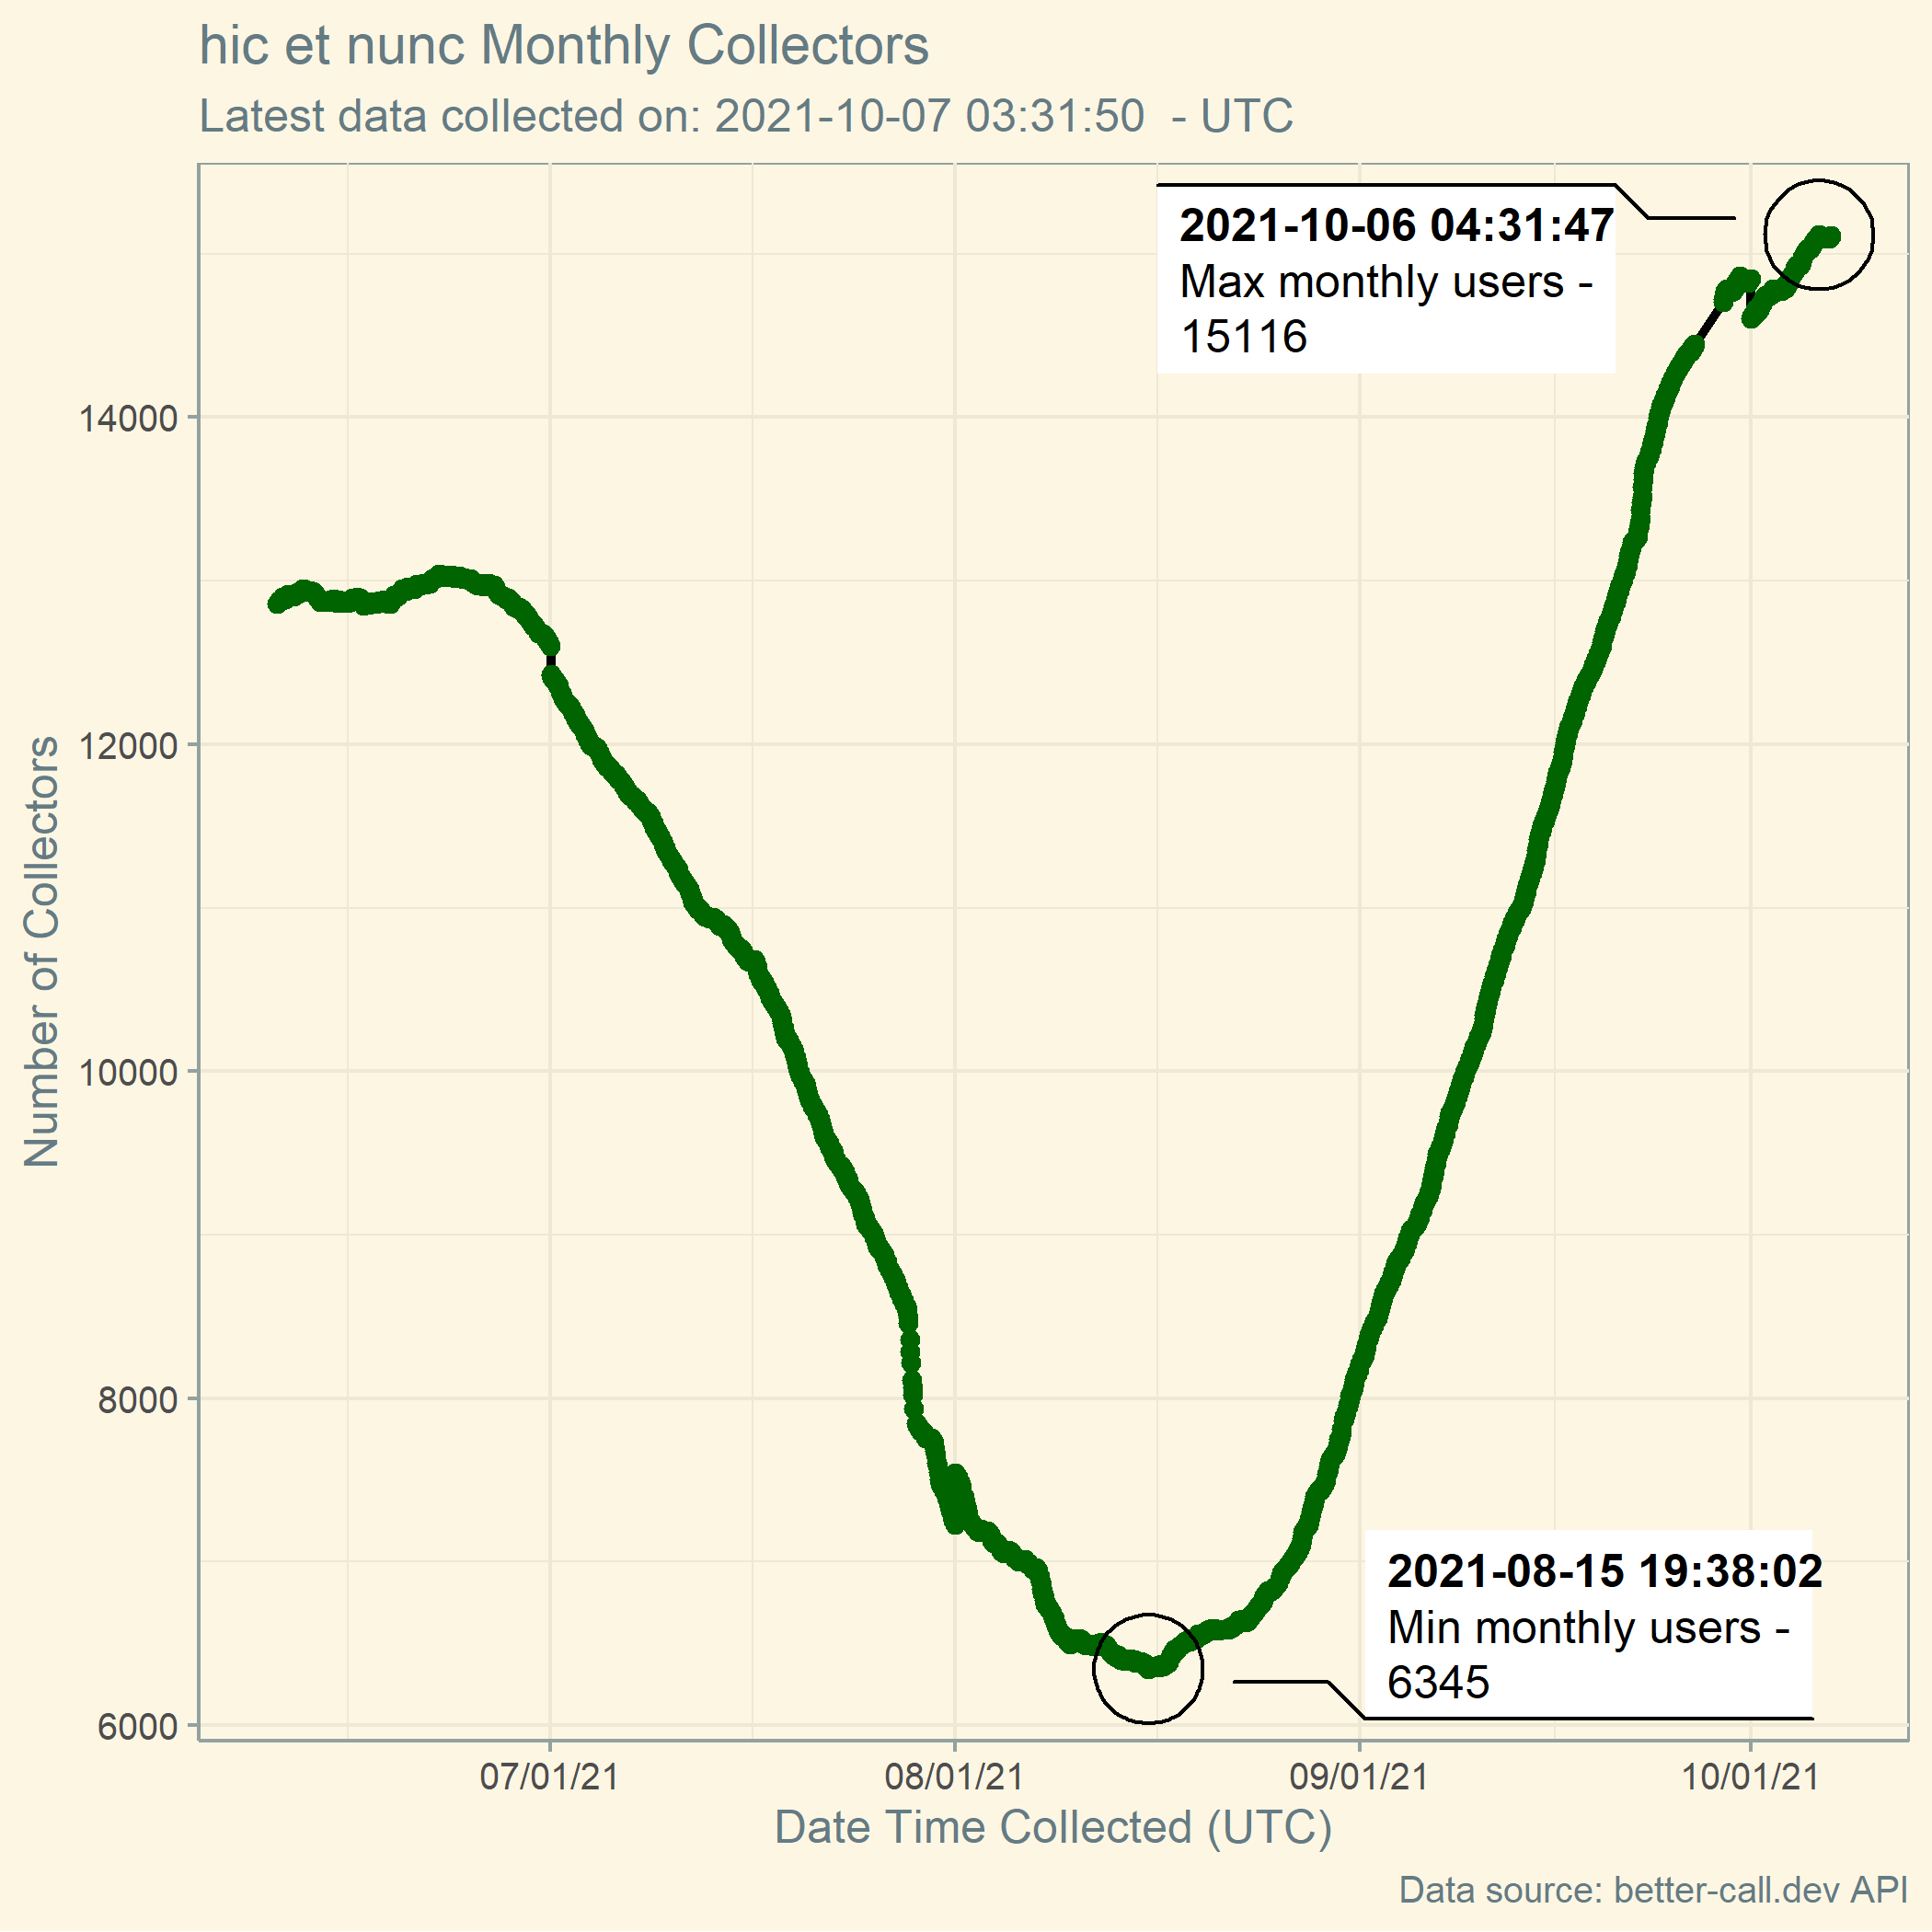 hic et nunc Monthly Collectors
Latest data collected on: 2021-10-07 03:31:50  - UTC
2021-10-06 04:31:47
Max monthly users -
15116
14000
12000
10000
8000
6000
Number of Collectors
2021-08-15 19:38:02
Min monthly users -
6345
07/01/21
08/01/21
09/01/21
10/01/21
Date Time Collected (UTC)
Data source: better-call.dev API